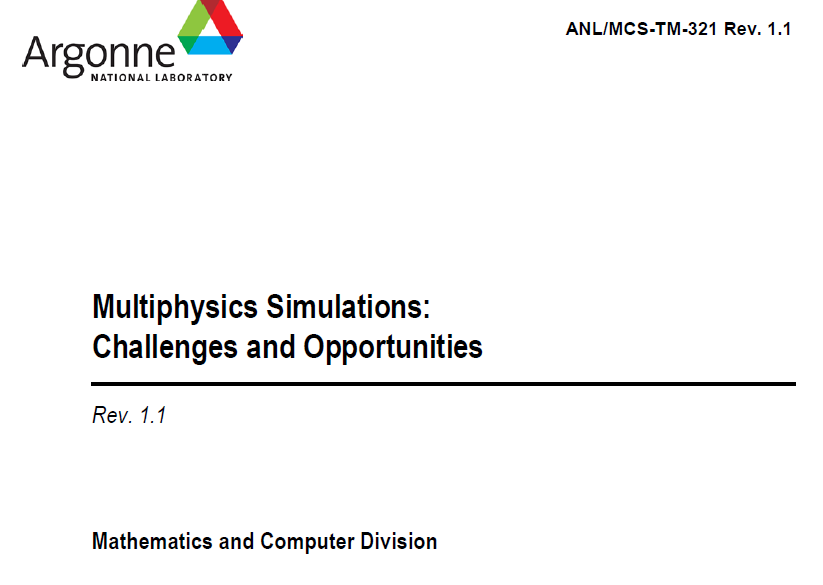 Argonne
NATIONAL LABORATORY
ANL/MCS-TM-321 Rev. 1.1
Multiphysics Simulations:
Challenges and Opportunities
Rev. 1.1
Mathematics and Computer Division